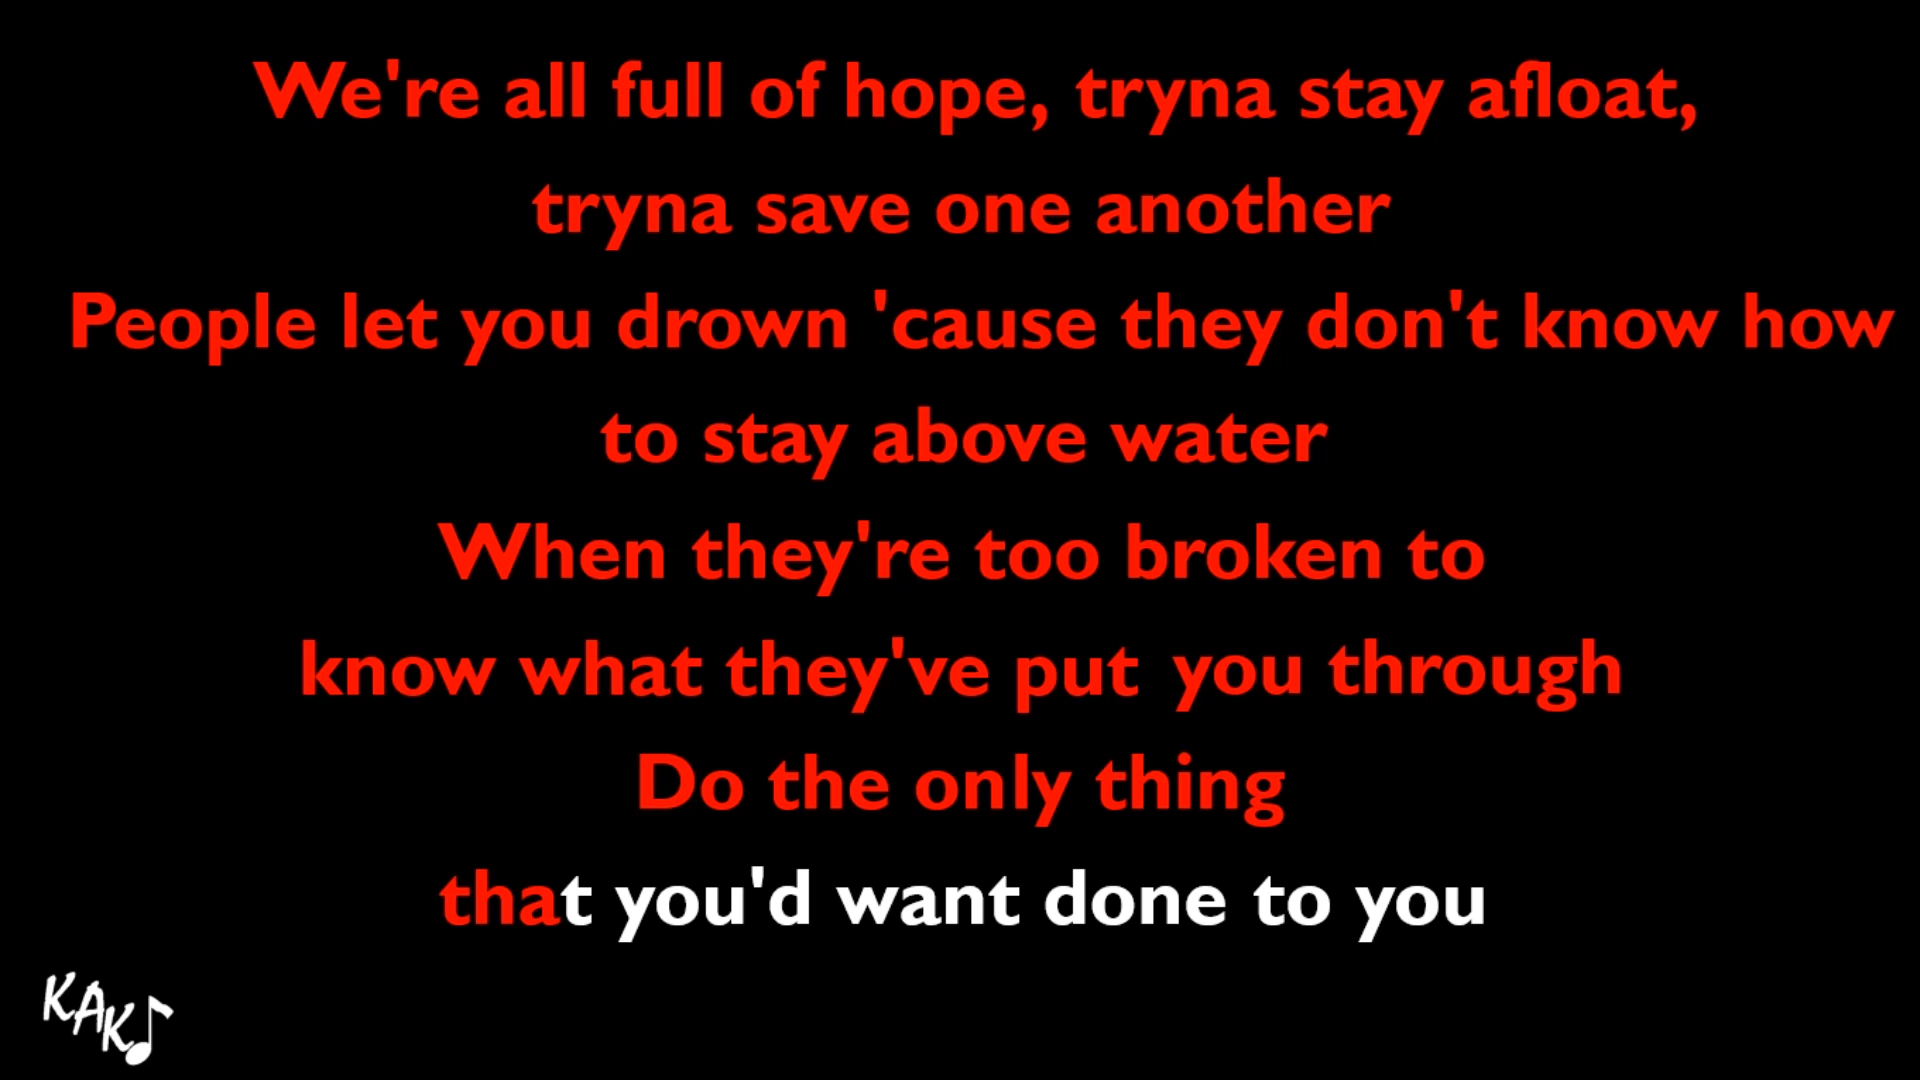 We're all full of hope, tryna stay afloat,
tryna save one another
People let you drown 'cause they don't know how
to stay above water
When they're too broken to
know what they've put you through
Do the only thing
that you'd want done to you
KAK